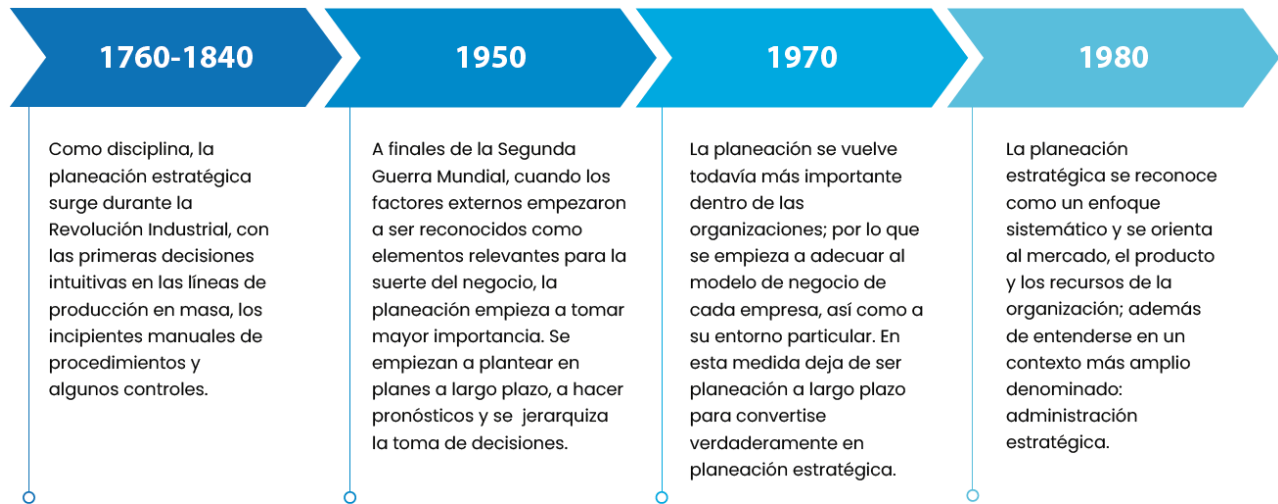 1760-1840
Como disciplina, la
planeación estratégica
surge durante la
Revolución Industrial, con
las primeras decisiones
intuitivas en las líneas de
producción en masa, los
incipientes manuales de
procedimientos y
algunos controles.
1950
A finales de la Segunda
Guerra Mundial, cuando los
factores externos empezaron
a ser reconocidos como
elementos relevantes para la
suerte del negocio, la
planeación empieza a tomar
mayor importancia. Se
empiezan a plantear en
planes a largo plazo, a hacer
pronósticos y se jerarquiza
la toma de decisiones.
1970
La planeación se vuelve
todavía más importante
dentro de las
organizaciones; por lo que
se empieza a adecuar al
modelo de negocio de
cada empresa, así como a
su entorno particular. En
esta medida deja de ser
planeación a largo plazo
para convertise
verdaderamente en
planeación estratégica.
1980
La planeación
estratégica se reconoce
como un enfoque
sistemático y se orienta
al mercado, el producto
y los recursos de la
organización; además
de entenderse en un
contexto más amplio
denominado:
administración
estratégica.